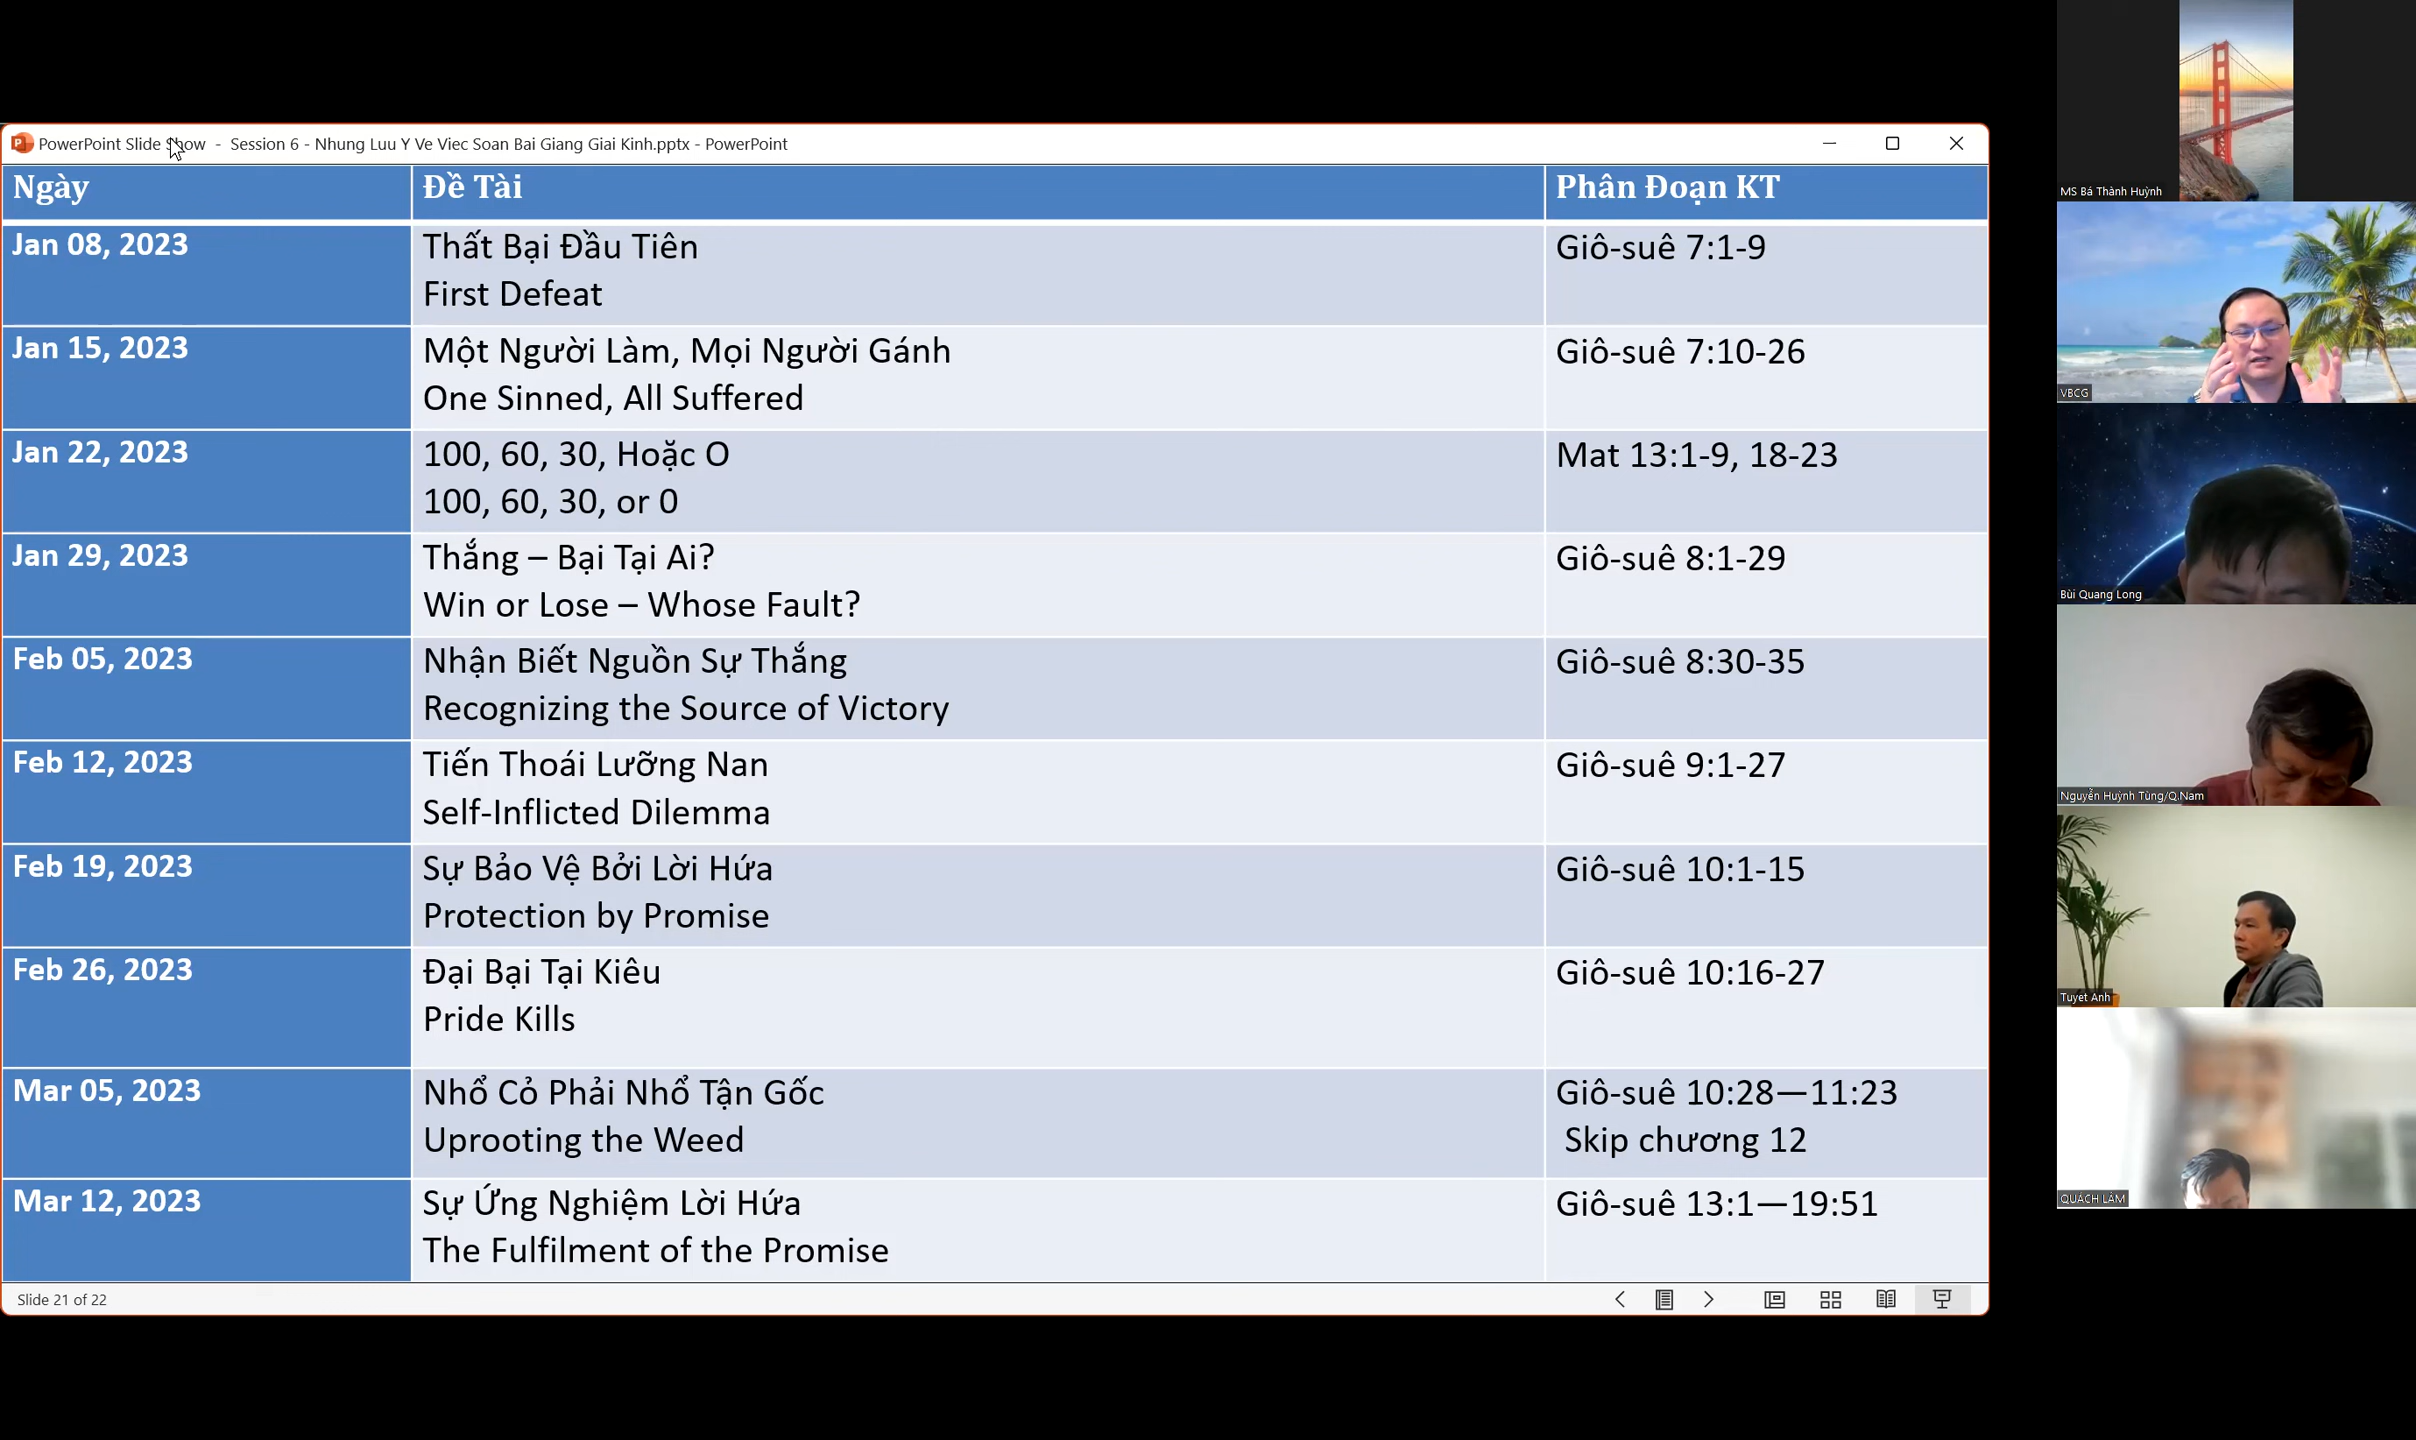 PowerPoint Slide Show - Session 6 - Nhung Luu Y Ve Viec Soan Bai Giang Giai Kinh.pptx - PowerPoint
Ngày Đề Tài Phân Đoạn KT
Jan 08, 2023 Thất Bại Đầu Tiên Giô-suê 7:1-9
First Defeat
Jan 15, 2023 Một Người Làm, Mọi Người Gánh Giô-suê 7:10-26
One Sinned, All Suffered
Jan 22, 2023 100, 60, 30, Hoặc O Mat 13:1-9, 18-23
100, 60, 30, or 0
Jan 29, 2023 Thắng – Bại Tại Ai? Giô-suê 8:1-29
Win or Lose – Whose Fault?
Feb 05, 2023 Nhận Biết Nguồn Sự Thắng Giô-suê 8:30-35
Recognizing the Source of Victory
Feb 12, 2023 Tiến Thoái Lưỡng Nan Giô-suê 9:1-27
Self-Inflicted Dilemma
Feb 19, 2023 Sự Bảo Vệ Bởi Lời Hứa Giô-suê 10:1-15
Protection by Promise
Feb 26, 2023 Đại Bại Tại Kiêu Giô-suê 10:16-27
Pride Kills
Mar 05, 2023 Nhổ Cỏ Phải Nhổ Tận Gốc Giô-suê 10:28—11:23
Uprooting the Weed Skip chương 12
Mar 12, 2023 Sự Ứng Nghiệm Lời Hứa Giô-suê 13:1—19:51
The Fulfilment of the Promise
Slide 21 of 22
MS Bá Thành Huỳnh
VBCG
Bùi Quang Long
Nguyễn Huỳnh Tùng/Q.Nam
Tuyet Anh
QUÁCH LÂM